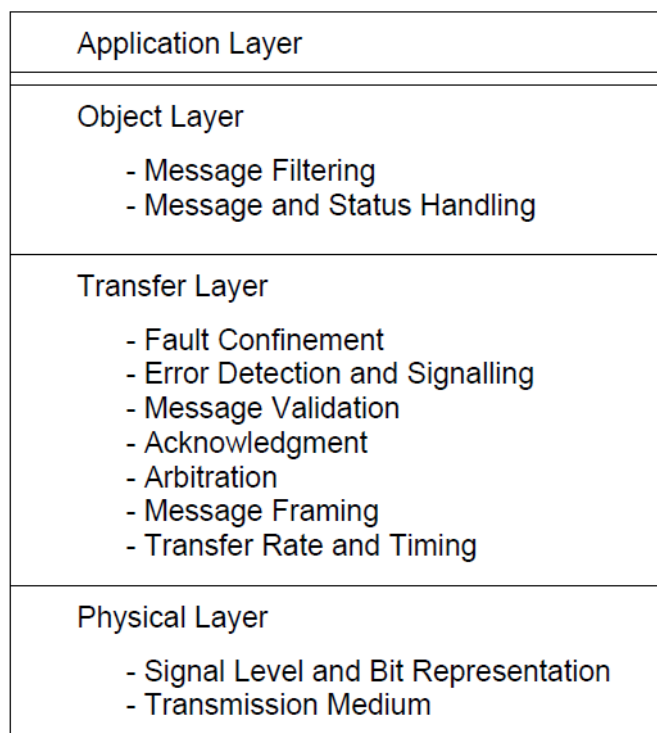 Application Layer
Object Layer
- Message Filtering
- Message and Status Handling
Transfer Layer
- Fault Confinement
- Error Detection and Signalling
- Message Validation
- Acknowledgment
- Arbitration
- Message Framing
- Transfer Rate and Timing
Physical Layer
- Signal Level and Bit Representation
- Transmission Medium